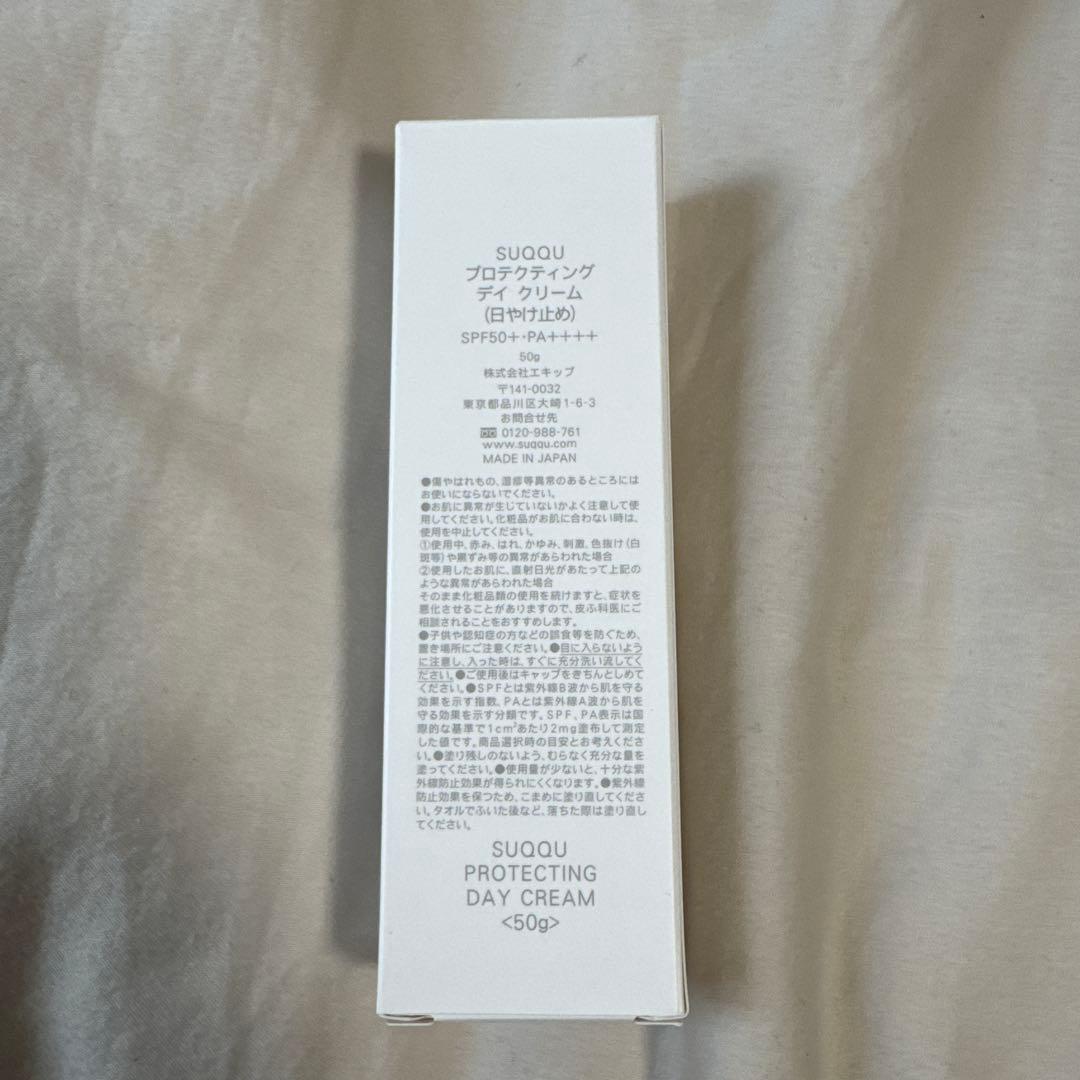 SUQQU
プロテクティング
デイ クリーム
(日やけ止め)
SPF50+・PA++++
50g
株式会社エキップ
〒141-0032
東京都品川区大崎1-6-3
お問合せ先
0120-988-761
www.suqqu.com
MADE IN JAPAN
●傷やはれもの、湿疹等異常のあるところには
お使いにならないでください。
●お肌に異常が生じていないかよく注意して使
用してください。化粧品がお肌に合わない時は、
使用を中止してください。
①使用中、赤み、はれ、かゆみ、刺激、色抜け(白
斑等)や黒ずみ等の異常があらわれた場合
②使用したお肌に、直射日光があたって上記の
ような異常があらわれた場合
そのまま化粧品類の使用を続けますと、症状を
悪化させることがありますので、皮ふ科医にご
相談されることをおすすめします。
●子供や認知症の方などの誤食等を防ぐため、
置き場所にご注意ください。●目に入らないよう
に注意し、入った時は、すぐに充分洗い流してく
ださい。●ご使用後はキャップをきちんとしめて
ください。●SPFとは紫外線B波から肌を守る
効果を示す指数、PAとは紫外線A波から肌を
守る効果を示す分類です。SPF、PA表示は国
際的な基準で1cm²あたり2mg塗布して測定
した値です。商品選択時の目安とお考えくださ
い。●塗り残しのないよう、むらなく充分な量を
塗ってください。●使用量が少ないと、十分な紫
外線防止効果が得られにくくなります。●紫外線
防止効果を保つため、こまめに塗り直してくださ
い。タオルでふいた後など、落ちた際は塗り直し
てください。
SUQQU
PROTECTING
DAY CREAM
<50g>